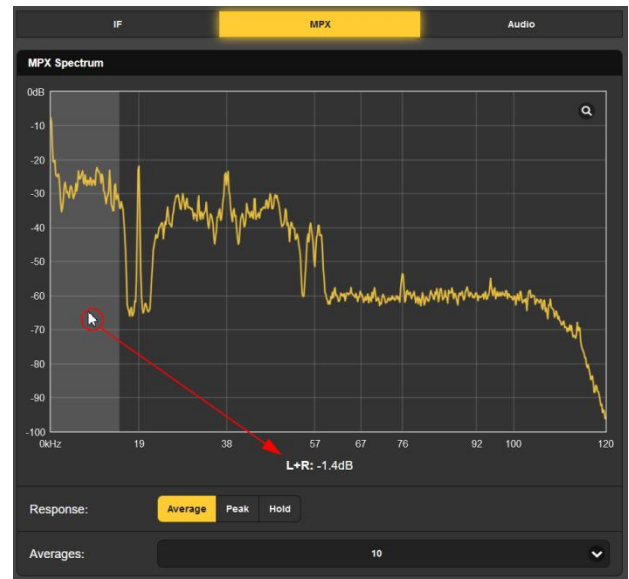 IF MPX Audio
MPX Spectrum
0dB
-10
-20
-30
-40
-50
-60
-70
-80
-90
-100
0kHz 19 38 57 67 76 92 100 120
L+R: -1.4dB
Response: Average Peak Hold
Averages: 10